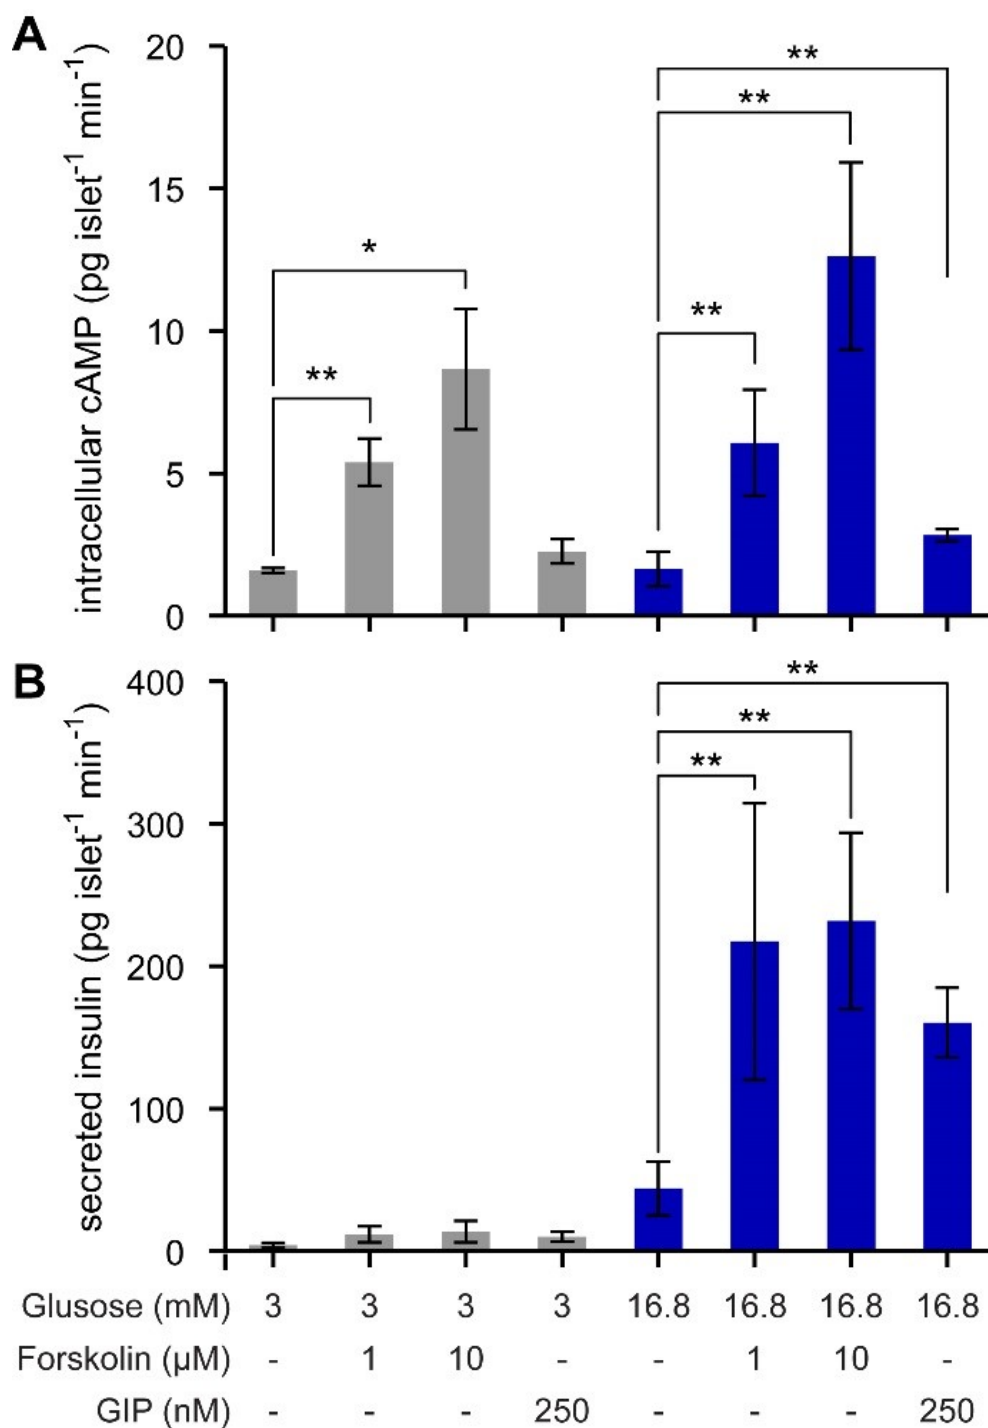 A
intracellular cAMP (pg islet⁻¹ min⁻¹)
20
15
10
5
0
*
**
**
**
**
B
secreted insulin (pg islet⁻¹ min⁻¹)
400
300
200
100
0
**
**
**
Glusose (mM) 3 3 3 3 16.8 16.8 16.8 16.8
Forskolin (µM) - 1 10 - - 1 10 -
GIP (nM) - - - 250 - - - 250